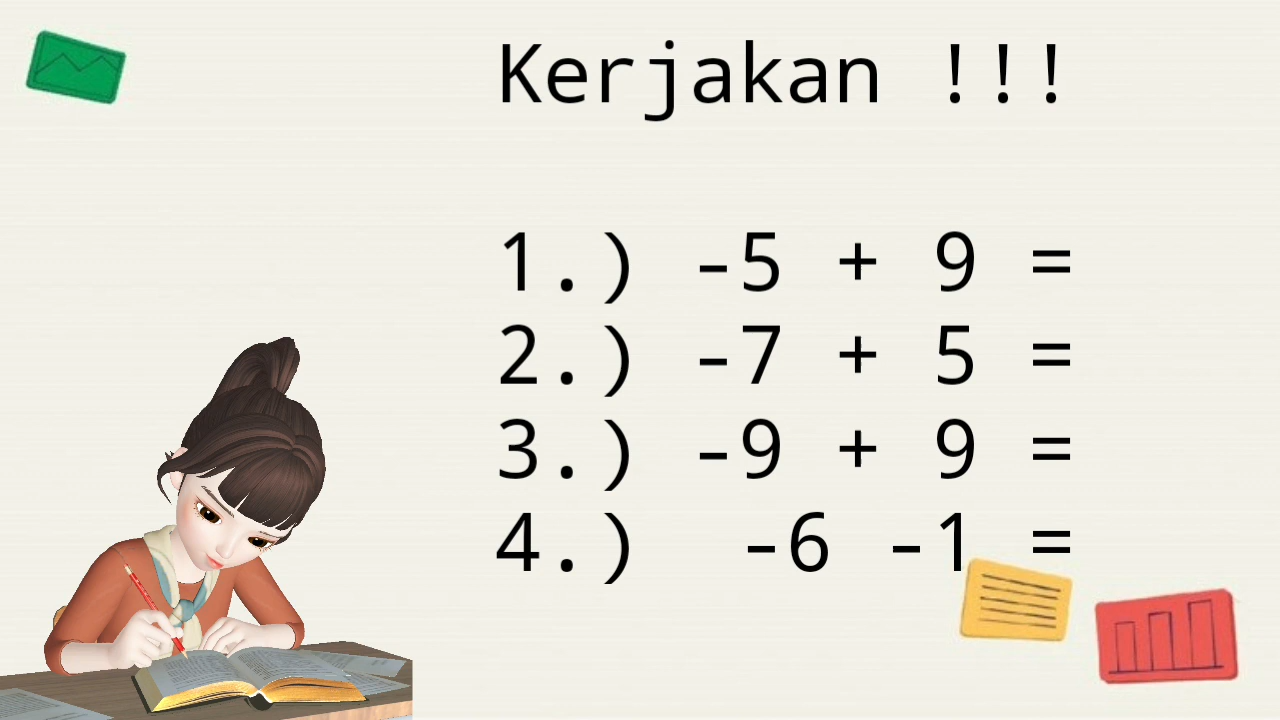 Kerjakan !!!
1.) -5 + 9 =
2.) -7 + 5 =
3.) -9 + 9 =
4.) -6 -1 =